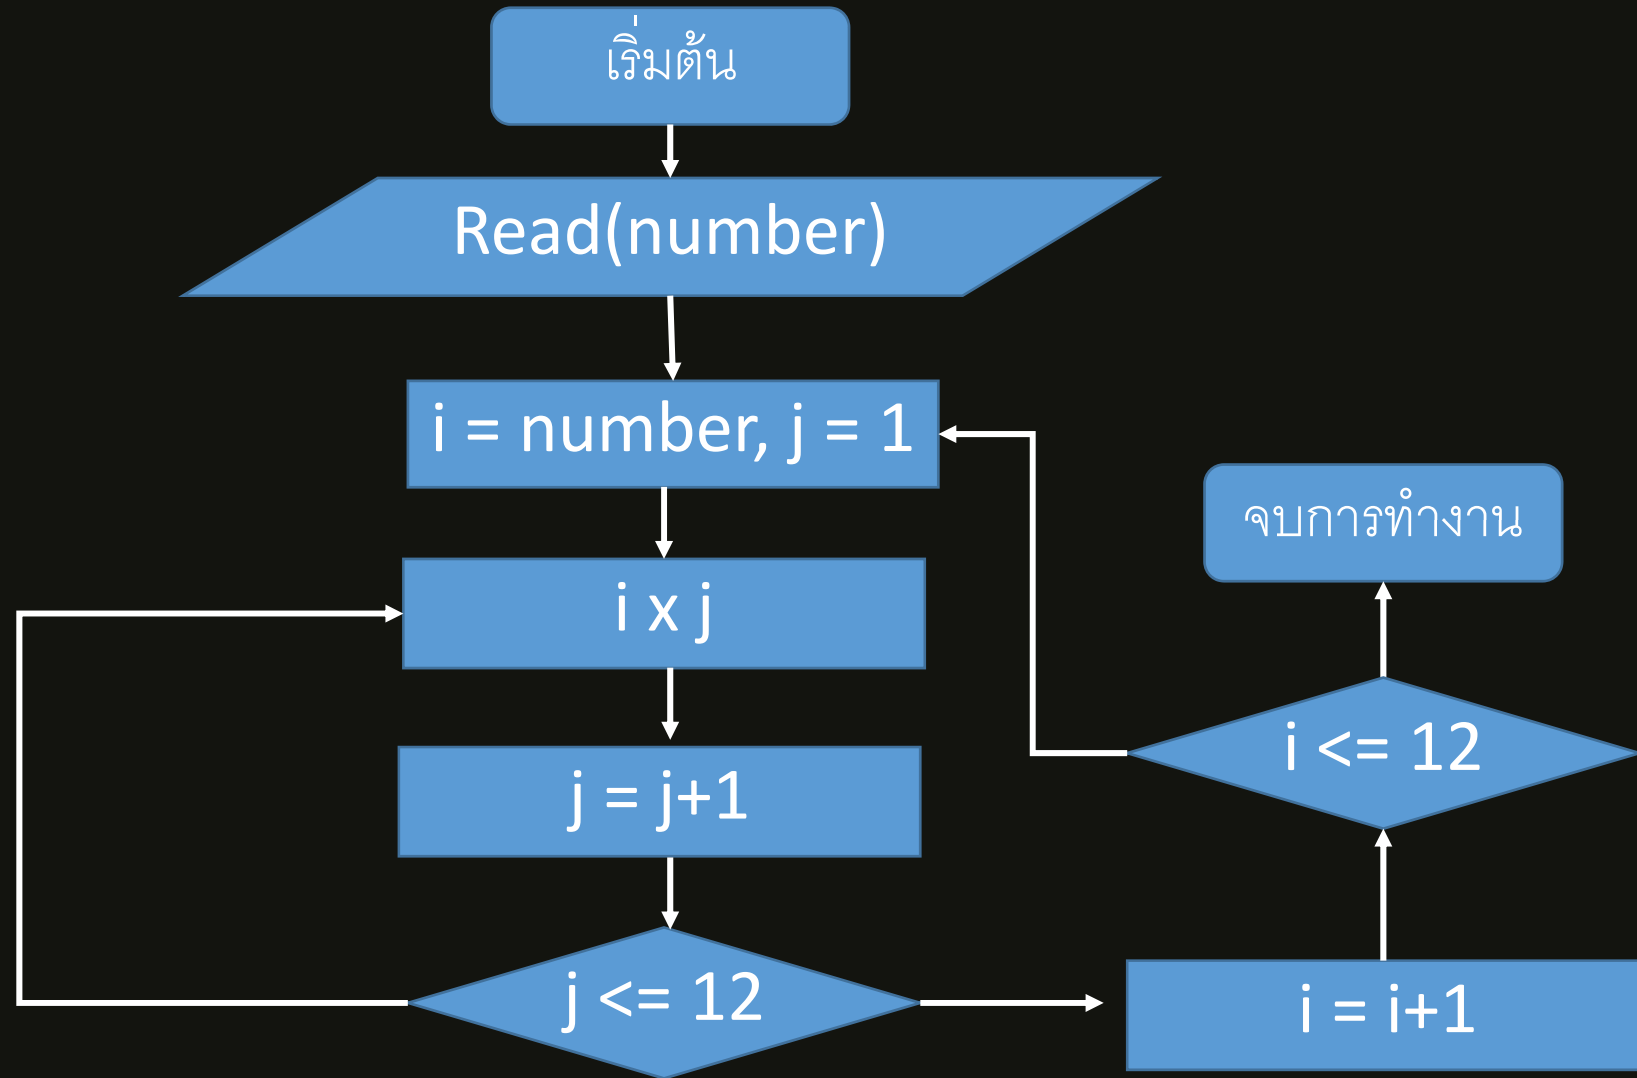 เริ่มต้น
Read(number)
i = number, j = 1
i x j
j = j+1
j <= 12
i = i+1
i <= 12
จบการทำงาน